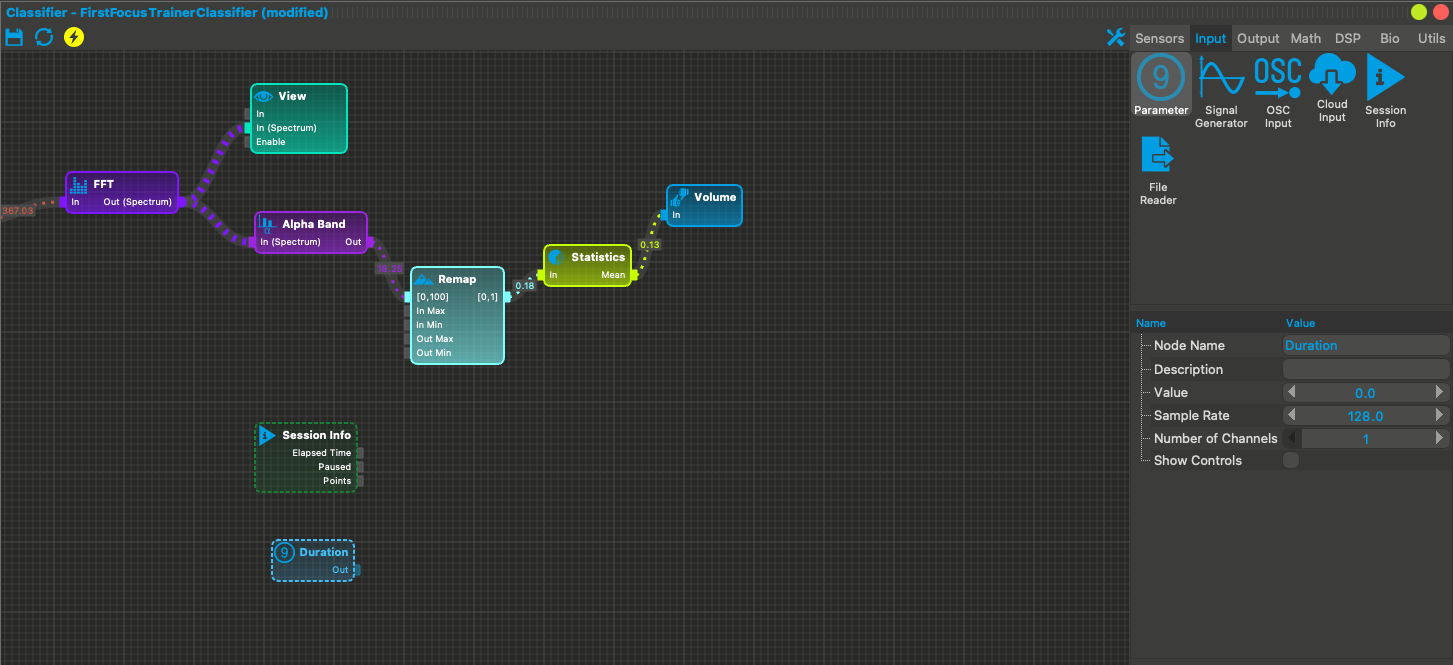 Classifier - FirstFocusTrainerClassifier (modified)
Sensors Input Output Math DSP Bio Utils
9
Parameter
Signal Generator
OSC
OSC Input
Cloud Input
Session Info
File Reader
View
In
In (Spectrum)
Enable
367.03
FFT
In Out (Spectrum)
Alpha Band
In (Spectrum) Out
18.25
Remap
[0,100] [0,1]
In Max
In Min
Out Max
Out Min
0.18
Statistics
In Mean
0.13
Volume
In
Session Info
Elapsed Time
Paused
Points
9 Duration
Out
Name Value
Node Name Duration
Description
Value 0.0
Sample Rate 128.0
Number of Channels 1
Show Controls